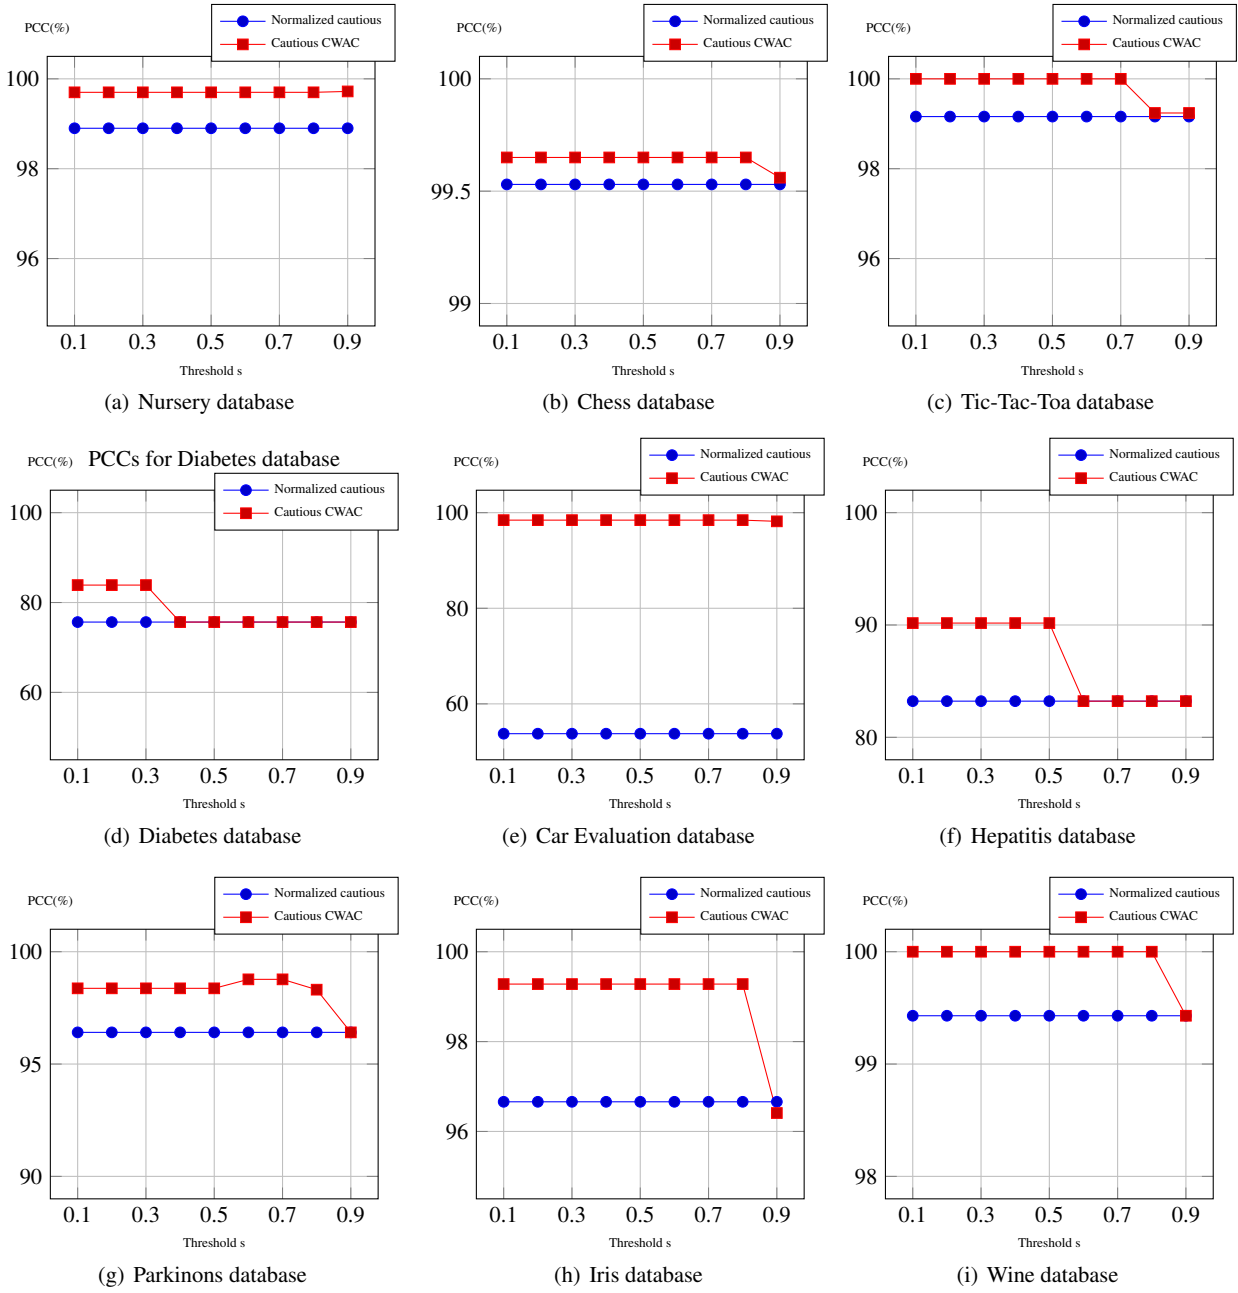 PCC(%)
Normalized cautious
Cautious CWAC
100
98
96
0.1 0.3 0.5 0.7 0.9
Threshold s
(a) Nursery database
Normalized cautious
Cautious CWAC
100
99.5
99
0.1 0.3 0.5 0.7 0.9
Threshold s
(b) Chess database
PCC(%)
Normalized cautious
Cautious CWAC
100
98
96
0.1 0.3 0.5 0.7 0.9
Threshold s
(c) Tic-Tac-Toa database
PCC(%)
PCCs for Diabetes database
Normalized cautious
Cautious CWAC
100
80
60
0.1 0.3 0.5 0.7 0.9
Threshold s
(d) Diabetes database
PCC(%)
Normalized cautious
Cautious CWAC
100
80
60
0.1 0.3 0.5 0.7 0.9
Threshold s
(e) Car Evaluation database
PCC(%)
Normalized cautious
Cautious CWAC
100
90
80
0.1 0.3 0.5 0.7 0.9
Threshold s
(f) Hepatitis database
PCC(%)
Normalized cautious
Cautious CWAC
100
95
90
0.1 0.3 0.5 0.7 0.9
Threshold s
(g) Parkinons database
PCC(%)
Normalized cautious
Cautious CWAC
100
98
96
0.1 0.3 0.5 0.7 0.9
Threshold s
(h) Iris database
PCC(%)
Normalized cautious
Cautious CWAC
100
99
98
0.1 0.3 0.5 0.7 0.9
Threshold s
(i) Wine database